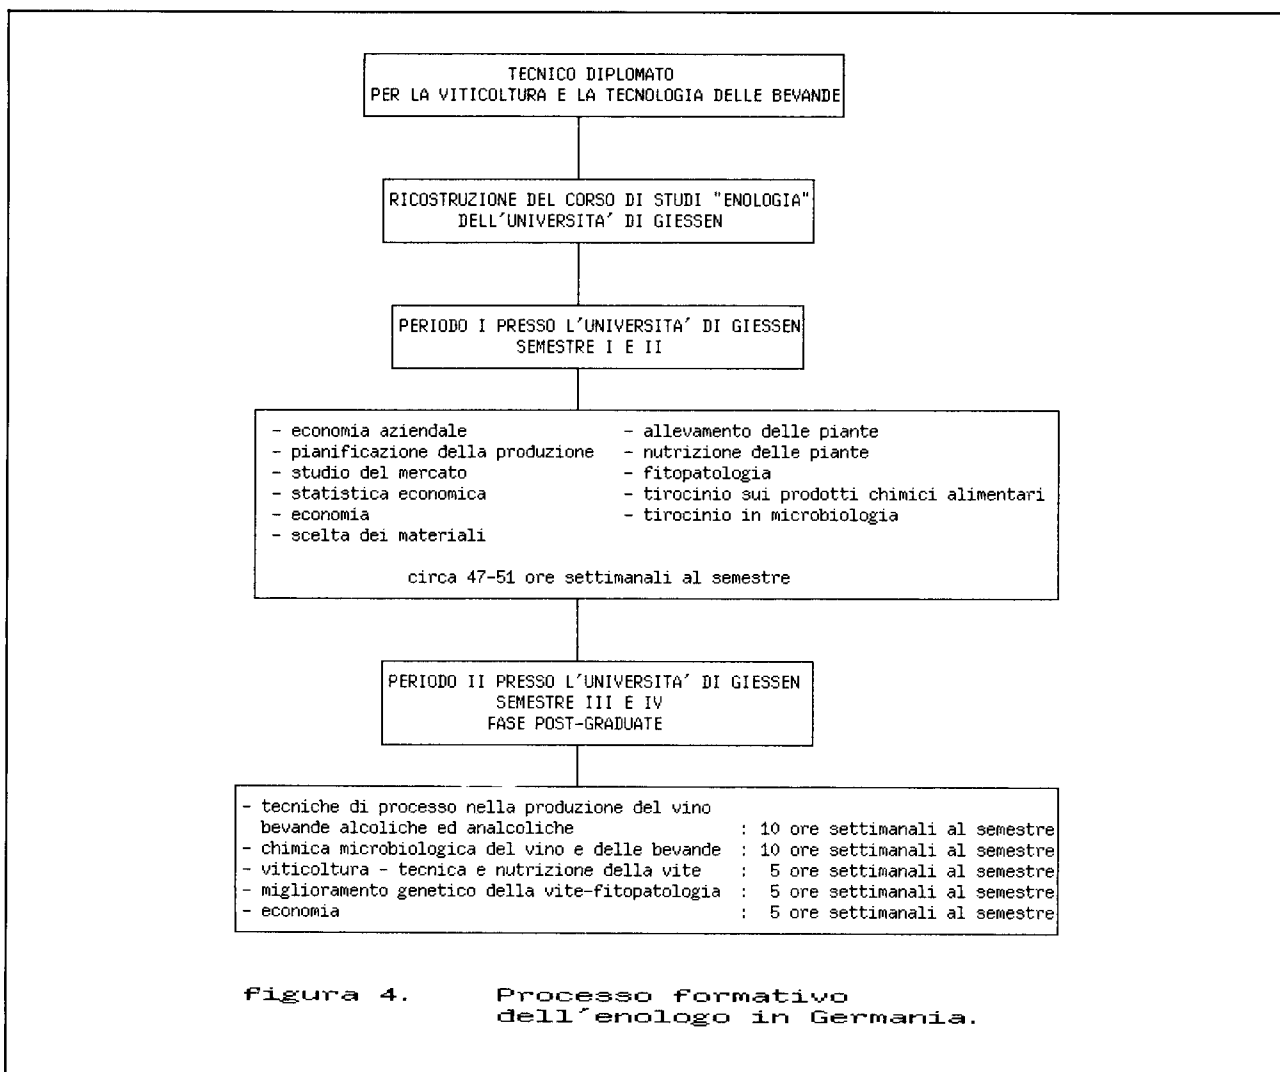 TECNICO DIPLOMATO
PER LA VITICOLTURA E LA TECNOLOGIA DELLE BEVANDE
RICOSTRUZIONE DEL CORSO DI STUDI "ENOLOGIA"
DELL'UNIVERSITA' DI GIESSEN
PERIODO I PRESSO L'UNIVERSITA' DI GIESSEN
SEMESTRE I E II
- economia aziendale
- pianificazione della produzione
- studio del mercato
- statistica economica
- economia
- scelta dei materiali
- allevamento delle piante
- nutrizione delle piante
- fitopatologia
- tirocinio sui prodotti chimici alimentari
- tirocinio in microbiologia
circa 47-51 ore settimanali al semestre
PERIODO II PRESSO L'UNIVERSITA' DI GIESSEN
SEMESTRE III E IV
FASE POST-GRADUATE
- tecniche di processo nella produzione del vino
bevande alcoliche ed analcoliche : 10 ore settimanali al semestre
- chimica microbiologica del vino e delle bevande : 10 ore settimanali al semestre
- viticoltura - tecnica e nutrizione della vite : 5 ore settimanali al semestre
- miglioramento genetico della vite-fitopatologia : 5 ore settimanali al semestre
- economia : 5 ore settimanali al semestre
figura 4. Processo formativo
dell'enologo in Germania.